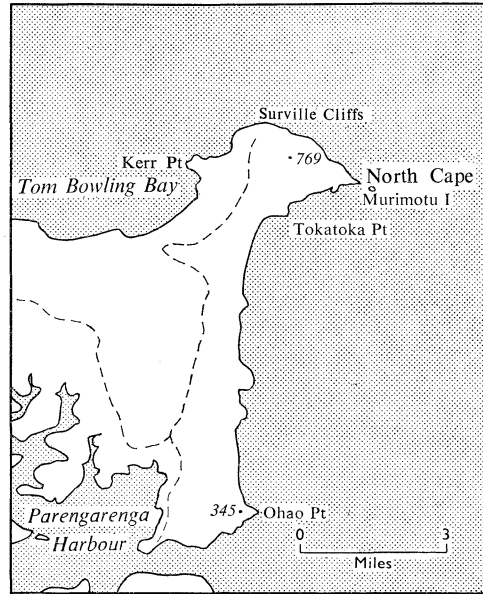 Surville Cliffs
769
Kerr Pt
North Cape
Tom Bowling Bay
Murimotu I
Tokatoka Pt
345
Ohao Pt
Parengarenga
Harbour
0 3
Miles